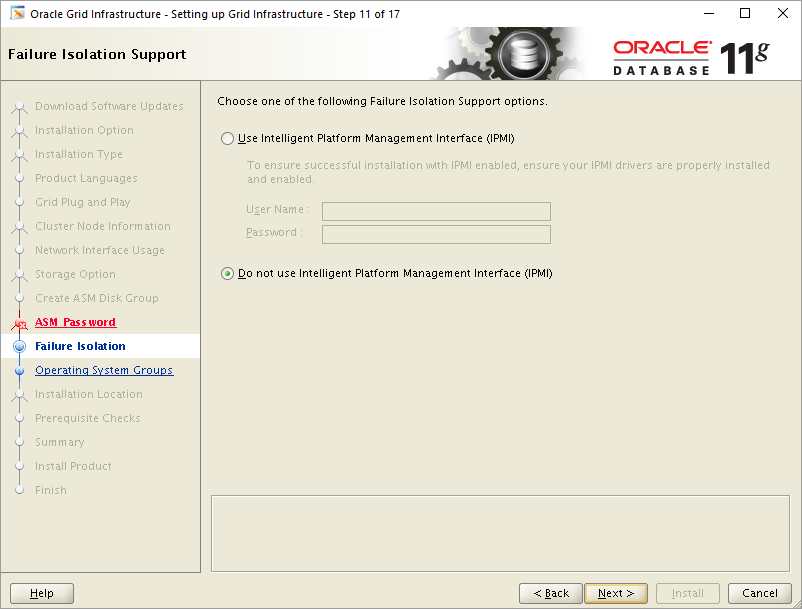 Oracle Grid Infrastructure - Setting up Grid Infrastructure - Step 11 of 17
Failure Isolation Support
ORACLE
DATABASE 11g
Download Software Updates
Installation Option
Installation Type
Product Languages
Grid Plug and Play
Cluster Node Information
Network Interface Usage
Storage Option
Create ASM Disk Group
ASM Password
Failure Isolation
Operating System Groups
Installation Location
Prerequisite Checks
Summary
Install Product
Finish
Choose one of the following Failure Isolation Support options.
Use Intelligent Platform Management Interface (IPMI)
To ensure successful installation with IPMI enabled, ensure your IPMI drivers are properly installed
and enabled.
User Name :
Password :
Do not use Intelligent Platform Management Interface (IPMI)
Help
< Back
Next >
Install
Cancel